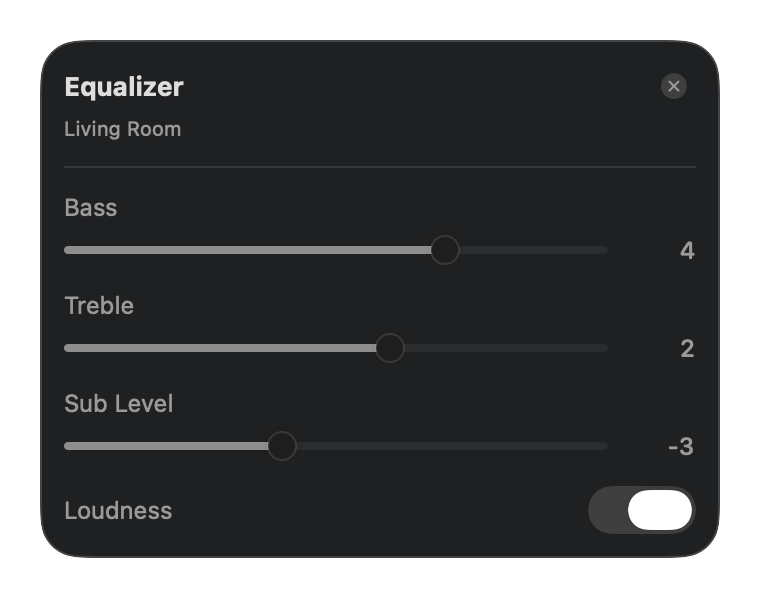 Equalizer
Living Room
Bass
4
Treble
2
Sub Level
-3
Loudness